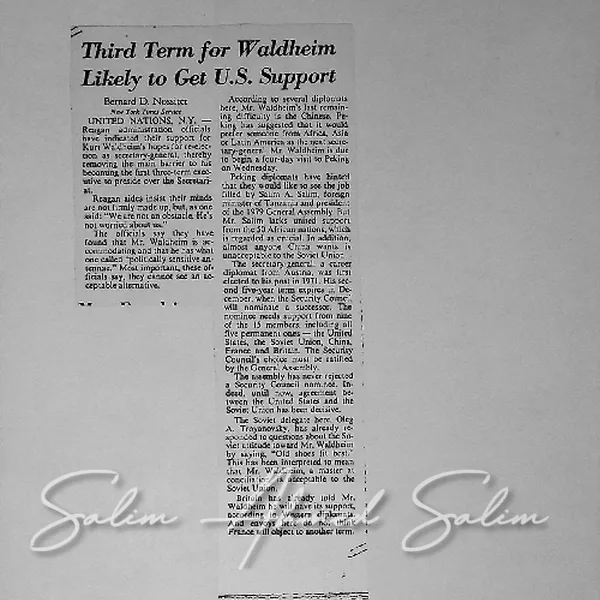 Third Term for Waldheim
Likely to Get U.S. Support
Bernard D. Nossiter
New York Times Service
UNITED NATIONS, N.Y. —
Reagan administration officials
have indicated their support for
Kurt Waldheim's hopes for re-elec-
tion as secretary-general, thereby
removing the main barrier to his
becoming the first three-term exec-
utive to preside over the Secretari-
at.
Reagan aides insist their minds
are not firmly made up, but, as one
said: "We are not an obstacle. He's
not worried about us."
The officials say they have
found that Mr. Waldheim is ac-
commodating and that he has what
one called "politically sensitive an-
tennae." Most important, these of-
ficials say, they cannot see an ac-
ceptable alternative.
According to several diplomats
here, Mr. Waldheim's last remain-
ing difficulty is the Chinese. Pe-
king has suggested that it would
prefer someone from Africa, Asia
or Latin America as the next secre-
tary-general. Mr. Waldheim is due
to begin a four-day visit to Peking
on Wednesday.
Peking diplomats have hinted
that they would like to see the job
filled by Salim A. Salim, foreign
minister of Tanzania and president
of the 1979 General Assembly. But
Mr. Salim lacks united support
from the 50 African nations, which
is regarded as crucial. In addition,
almost anyone China wants is
unacceptable to the Soviet Union.
The secretary-general, a career
diplomat from Austria, was first
elected to his post in 1971. His sec-
ond five-year term expires in De-
cember, when the Security Council
will nominate a successor. The
nominee needs support from nine
of the 15 members, including all
five permanent ones — the United
States, the Soviet Union, China,
France and Britain. The Security
Council's choice must be ratified
by the General Assembly.
The assembly has never rejected
a Security Council nominee. In-
deed, until now, agreement be-
tween the United States and the
Soviet Union has been decisive.
The Soviet delegate here, Oleg
A. Troyanovsky, has already re-
sponded to questions about the So-
viet attitude toward Mr. Waldheim
by saying, "Old shoes fit best."
This has been interpreted to mean
that Mr. Waldheim, a master at
conciliation, is acceptable to the
Soviet Union.
Britain has already told Mr.
Waldheim he will have its support,
according to Western diplomats.
And envoys here do not think
France will object to another term.
Salim Ahmed Salim